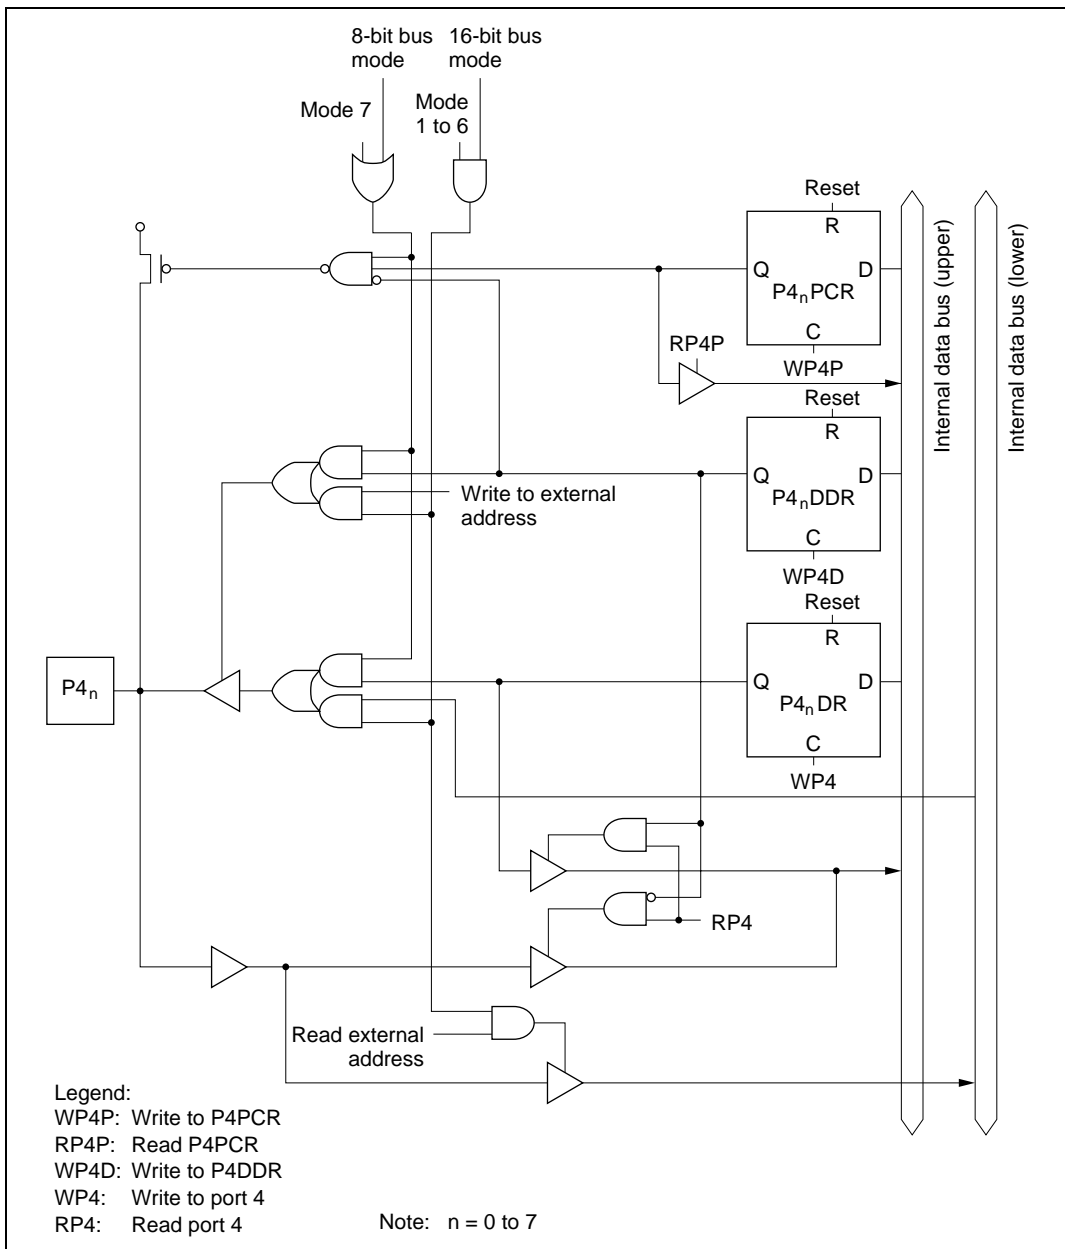 8-bit bus
mode
16-bit bus
mode
Mode 7
Mode
1 to 6
Reset
R
Q
D
P4nPCR
C
WP4P
RP4P
Reset
R
Q
D
P4nDDR
C
WP4D
Write to external
address
Reset
R
Q
D
P4nDR
C
WP4
P4n
RP4
Read external
address
Internal data bus (upper)
Internal data bus (lower)
Legend:
WP4P: Write to P4PCR
RP4P: Read P4PCR
WP4D: Write to P4DDR
WP4: Write to port 4
RP4: Read port 4
Note: n = 0 to 7